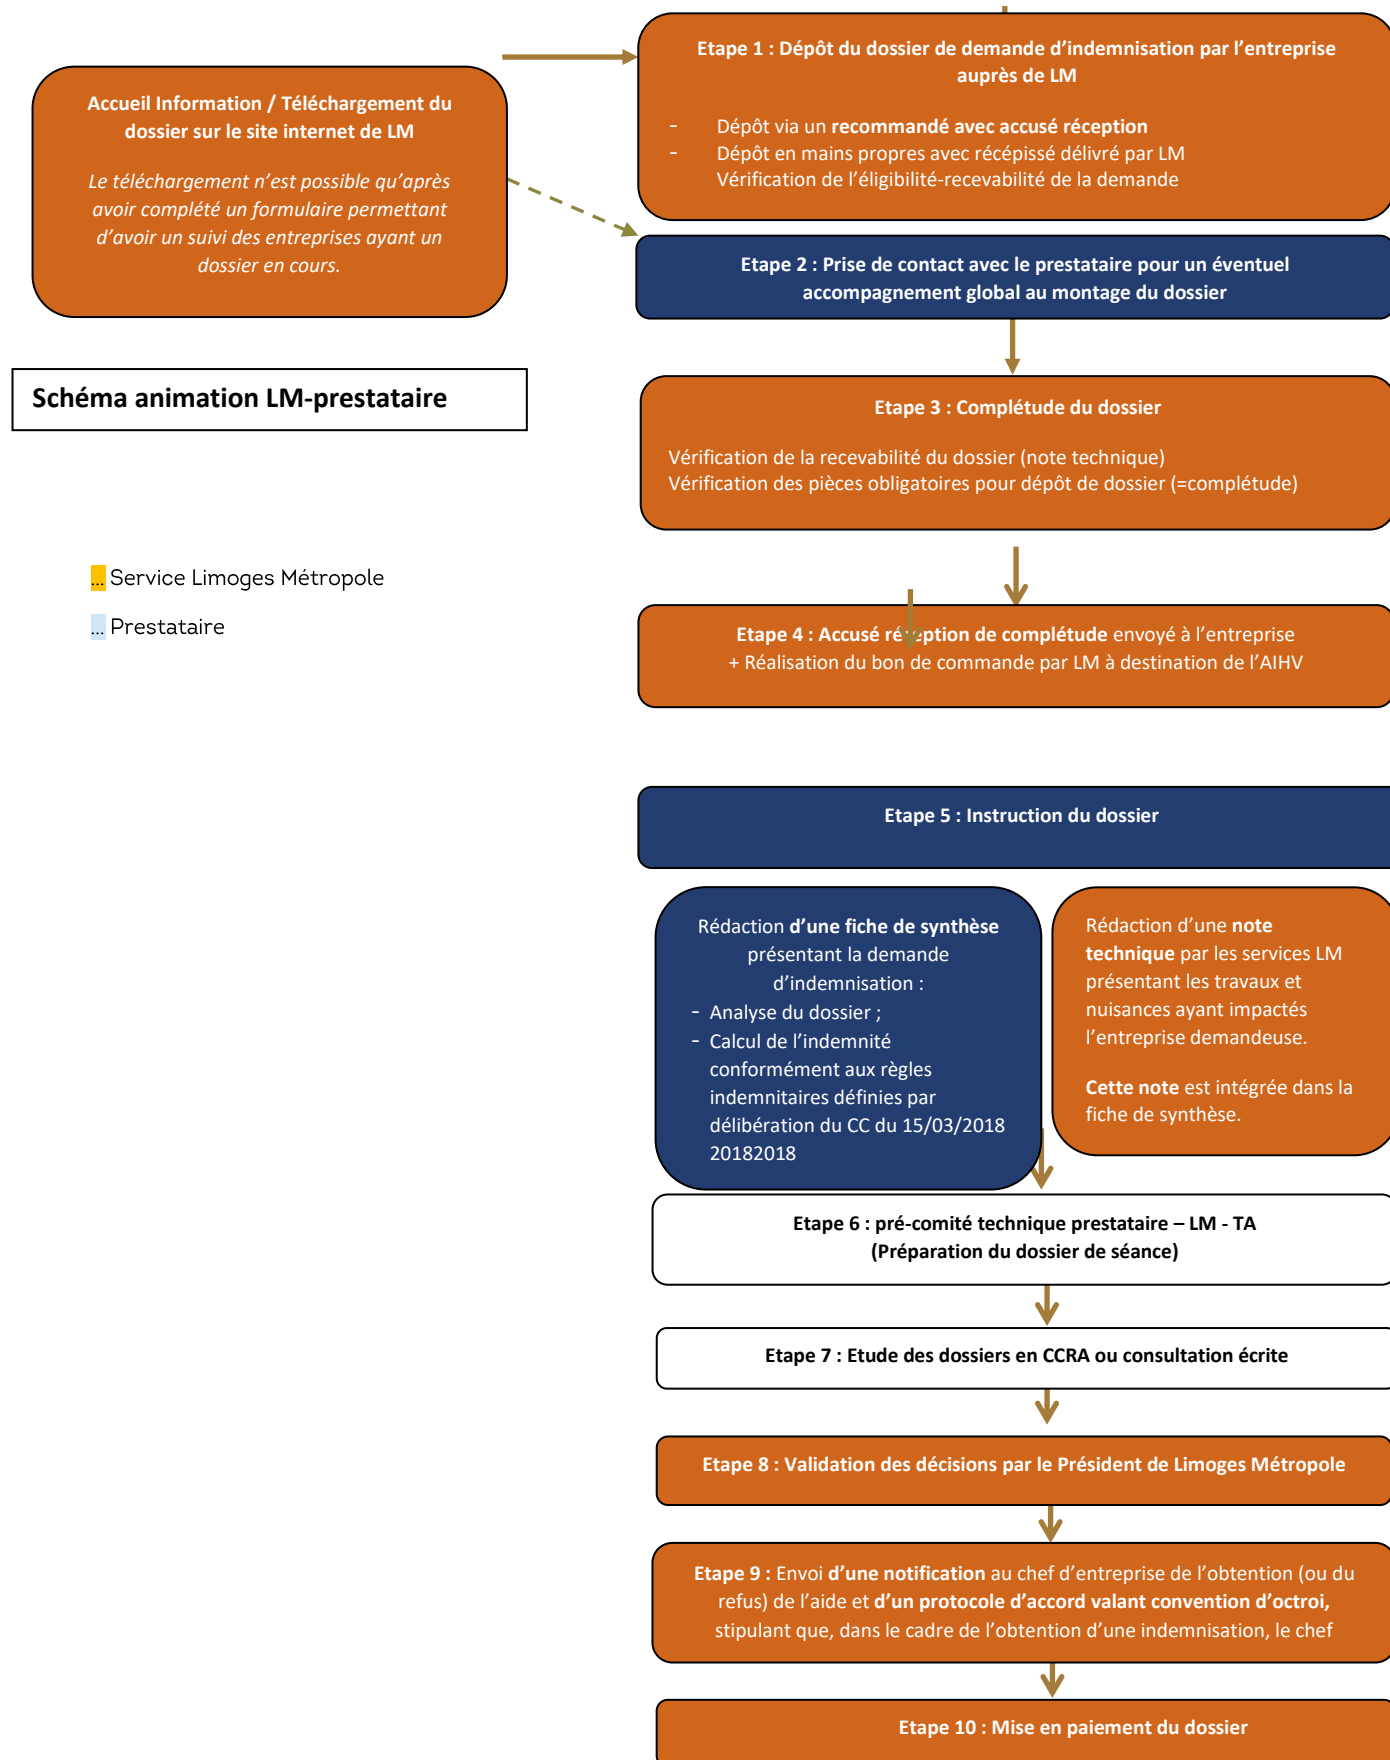 Accueil Information / Téléchargement du
dossier sur le site internet de LM
Le téléchargement n’est possible qu’après
avoir complété un formulaire permettant
d’avoir un suivi des entreprises ayant un
dossier en cours.
Etape 1 : Dépôt du dossier de demande d’indemnisation par l’entreprise
auprès de LM
- Dépôt via un recommandé avec accusé réception
- Dépôt en mains propres avec récépissé délivré par LM
Vérification de l’éligibilité-recevabilité de la demande
Etape 2 : Prise de contact avec le prestataire pour un éventuel
accompagnement global au montage du dossier
Schéma animation LM-prestataire
Etape 3 : Complétude du dossier
Vérification de la recevabilité du dossier (note technique)
Vérification des pièces obligatoires pour dépôt de dossier (=complétude)
... Service Limoges Métropole
... Prestataire
Etape 4 : Accusé réception de complétude envoyé à l’entreprise
+ Réalisation du bon de commande par LM à destination de l’AIHV
Etape 5 : Instruction du dossier
Rédaction d’une fiche de synthèse
présentant la demande
d’indemnisation :
- Analyse du dossier ;
- Calcul de l’indemnité
conformément aux règles
indemnitaires définies par
délibération du CC du 15/03/2018
20182018
Rédaction d’une note
technique par les services LM
présentant les travaux et
nuisances ayant impactés
l’entreprise demandeuse.
Cette note est intégrée dans la
fiche de synthèse.
Etape 6 : pré-comité technique prestataire – LM - TA
(Préparation du dossier de séance)
Etape 7 : Etude des dossiers en CCRA ou consultation écrite
Etape 8 : Validation des décisions par le Président de Limoges Métropole
Etape 9 : Envoi d’une notification au chef d’entreprise de l’obtention (ou du
refus) de l’aide et d’un protocole d’accord valant convention d’octroi,
stipulant que, dans le cadre de l’obtention d’une indemnisation, le chef
Etape 10 : Mise en paiement du dossier